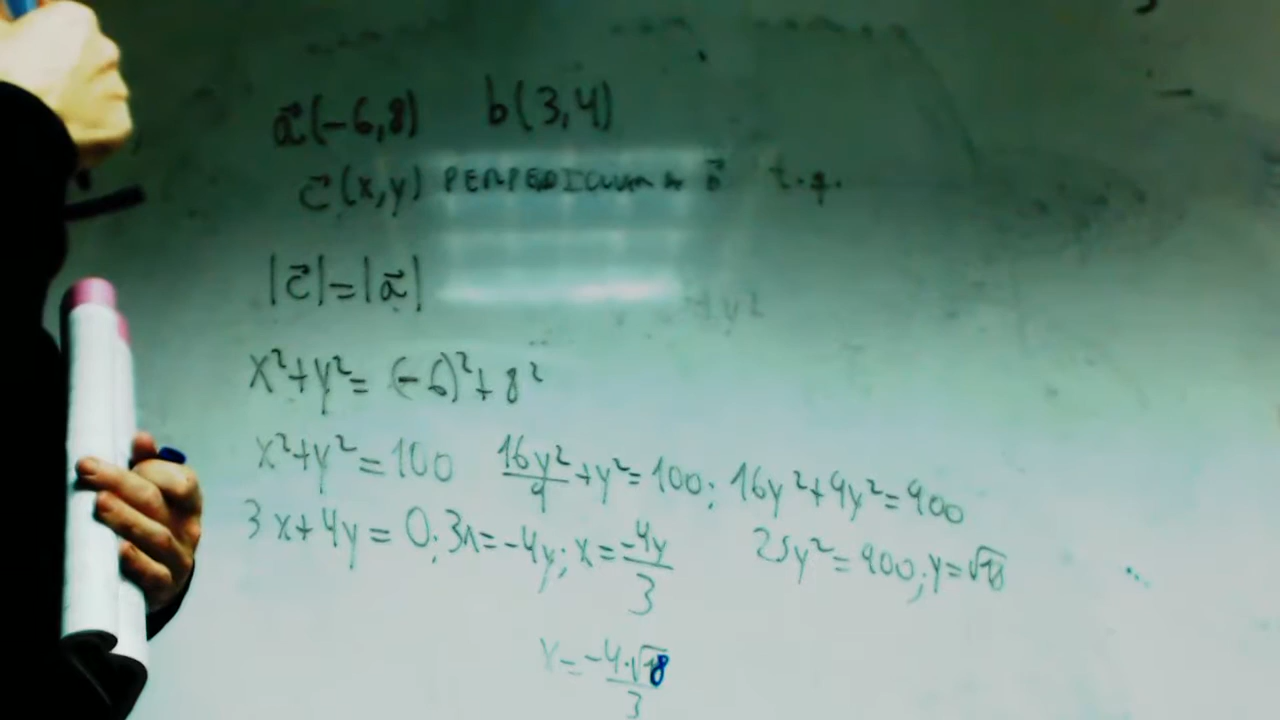 a⃗(-6,8) b(3,4)
c⃗(x,y) PERPEDICULAR A b⃗ t.q.
|c⃗|=|a⃗|
x²+y²= (-6)²+8²
x²+y²=100 16y²/9+y²=100; 16y²+9y²=900
3x+4y=0; 3x=-4y; x=-4y/3 25y²=900; y=√18
x=-4·√18/3